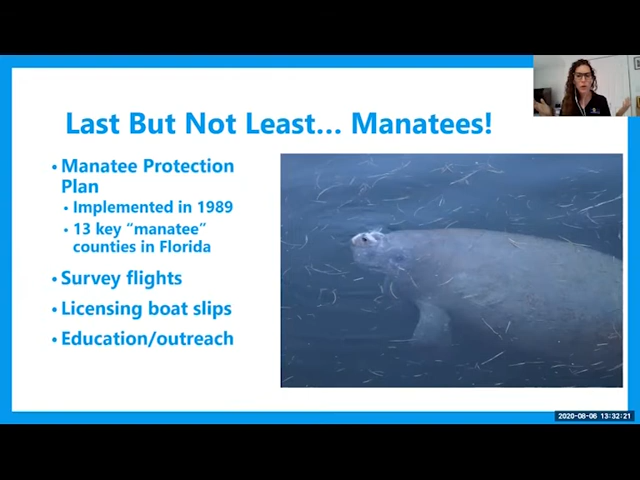 Last But Not Least... Manatees!
• Manatee Protection
Plan
• Implemented in 1989
• 13 key “manatee”
counties in Florida
• Survey flights
• Licensing boat slips
• Education/outreach
2020-08-06 13:32:21